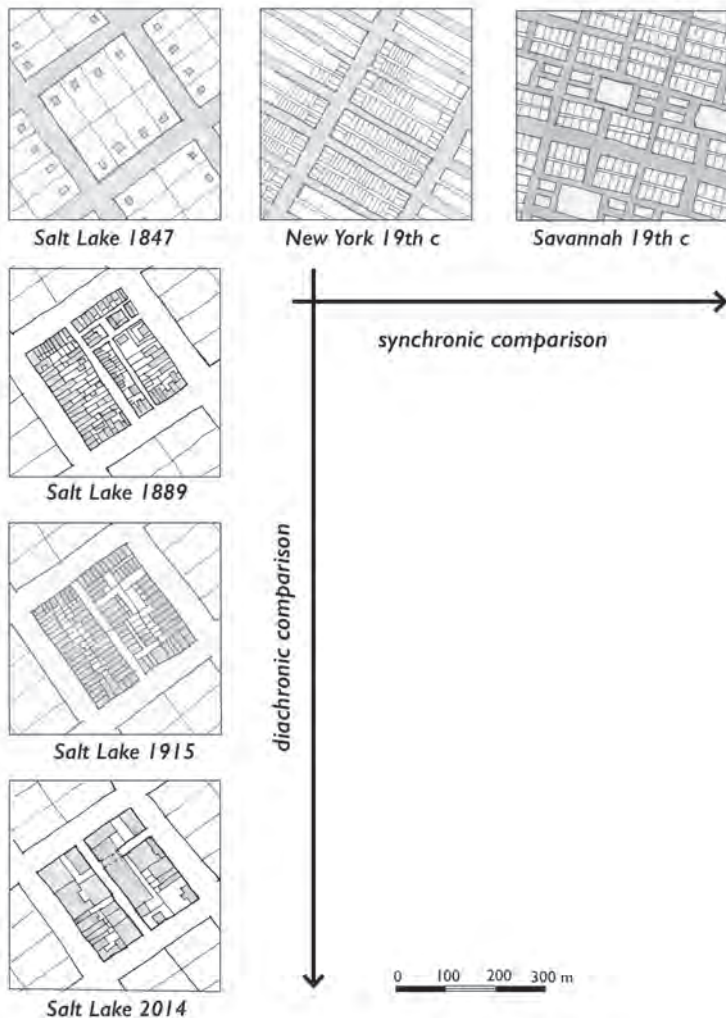 Salt Lake 1847
New York 19th c
Savannah 19th c
synchronic comparison
Salt Lake 1889
diachronic comparison
Salt Lake 1915
Salt Lake 2014
0 100 200 300 m